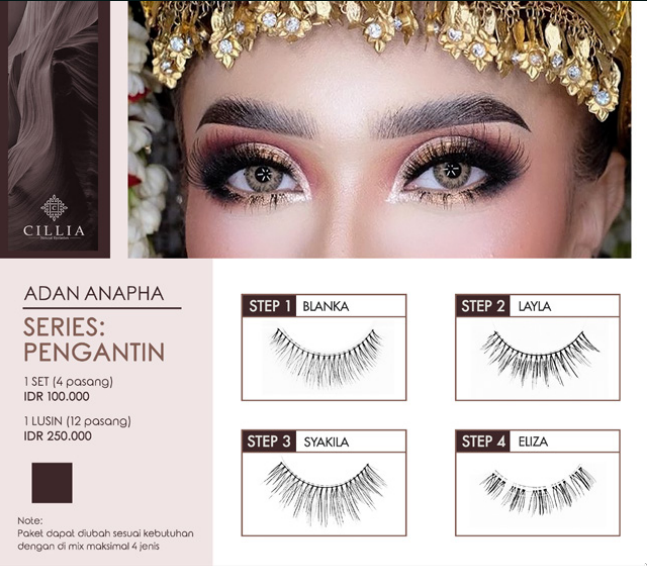 CILLIA
ADAN ANAPHA
SERIES:
PENGANTIN
1 SET (4 pasang)
IDR 100.000
1 LUSIN (12 pasang)
IDR 250.000
Note:
Paket dapat diubah sesuai kebutuhan
dengan di mix maksimal 4 jenis
STEP 1 BLANKA
STEP 2 LAYLA
STEP 3 SYAKILA
STEP 4 ELIZA